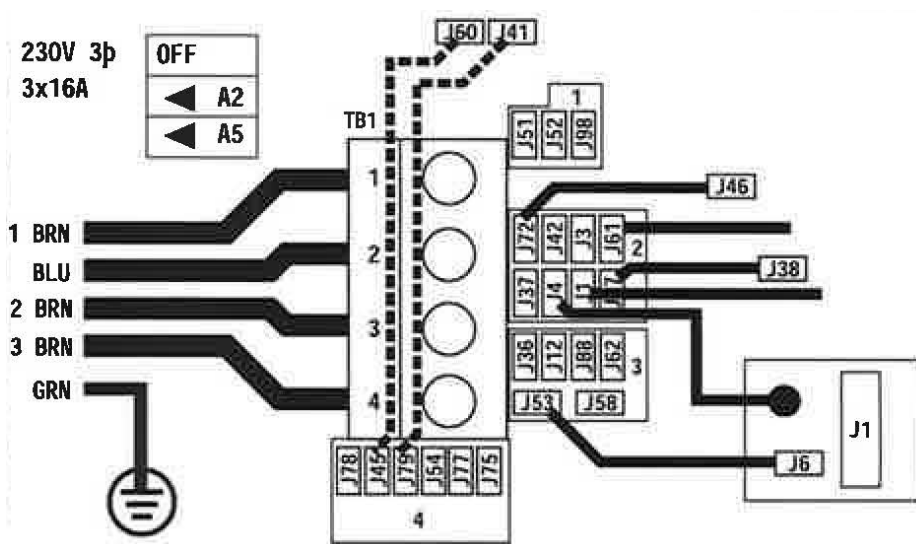 230V 3þ
3x16A
OFF
◀ A2
◀ A5
J60 J41
TB1
1
J51 J52 J98
J46
1
2
3
4
J72 J42 J3 J61
2
J37 J4 J1
J38
1 BRN
BLU
2 BRN
3 BRN
GRN
J36 J12 J88 J62
3
J53 J58
J1
J6
J78 J45 J79 J54 J77 J75
4